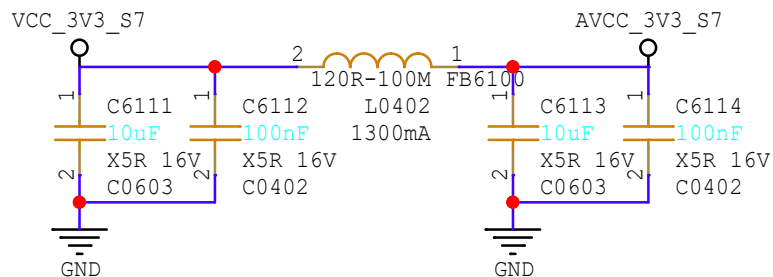 VCC_3V3_S7
AVCC_3V3_S7
2
1
120R-100M
FB6100
L0402
1300mA
1
C6111
10uF
X5R 16V
2
C0603
1
C6112
100nF
X5R 16V
2
C0402
1
C6113
10uF
X5R 16V
2
C0603
1
C6114
100nF
X5R 16V
2
C0402
GND
GND